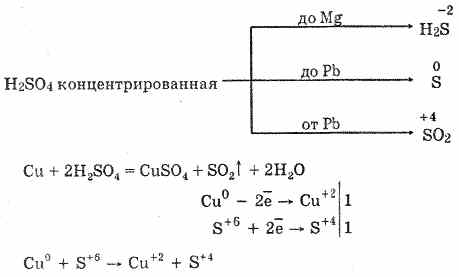 до Mg
-2
H₂S
H₂SO₄ концентрированная
до Pb
0
S
от Pb
+4
SO₂
Cu + 2H₂SO₄ = CuSO₄ + SO₂↑ + 2H₂O
Cu⁰ − 2e̅ → Cu⁺² | 1
S⁺⁶ + 2e̅ → S⁺⁴ | 1
Cu⁰ + S⁺⁶ → Cu⁺² + S⁺⁴